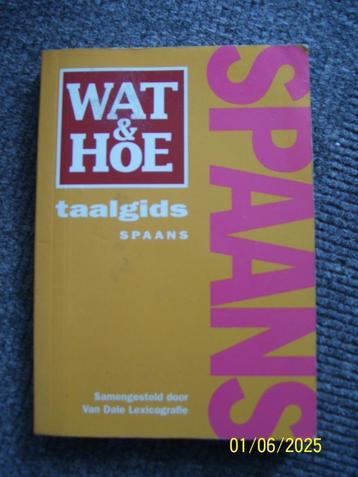 WAT
&
HOE
taalgids
SPAANS
SPAANS
Samengesteld door
Van Dale Lexicografie
01/06/2025